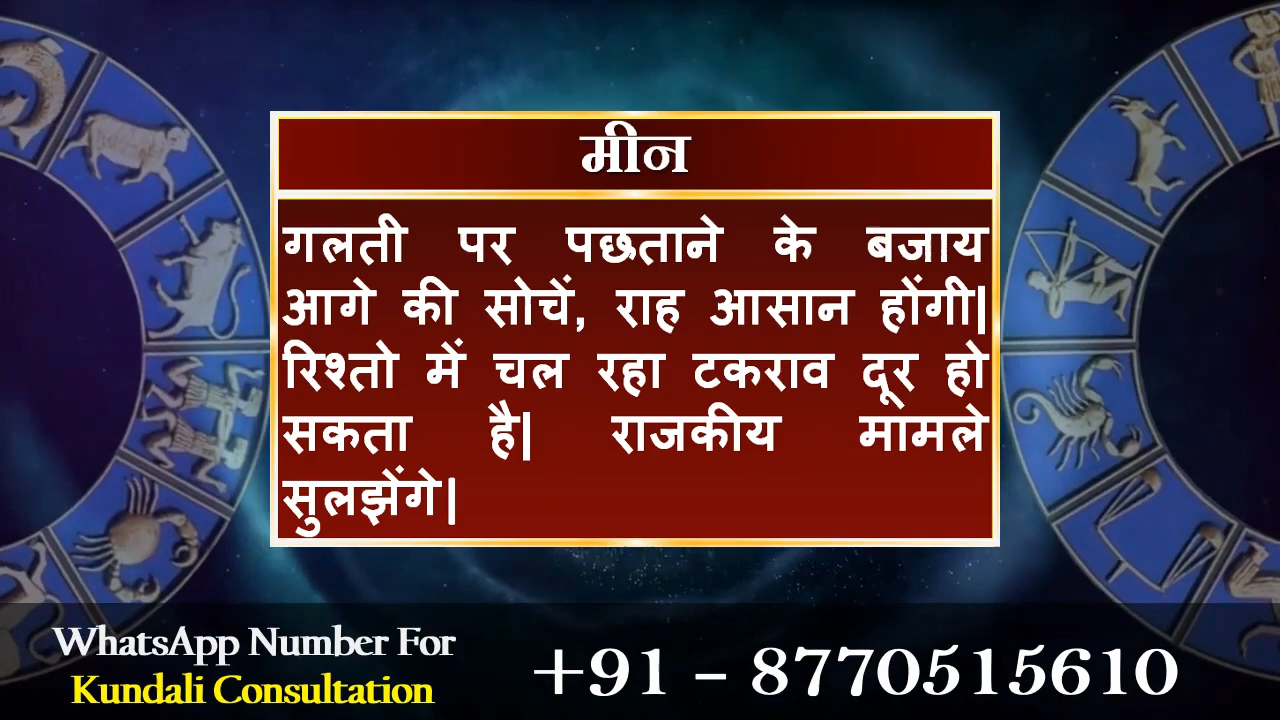 मीन
गलती पर पछताने के बजाय
आगे की सोचें, राह आसान होंगी|
रिश्तो में चल रहा टकराव दूर हो
सकता है| राजकीय मामले
सुलझेंगे|
WhatsApp Number For
Kundali Consultation
+91 - 8770515610